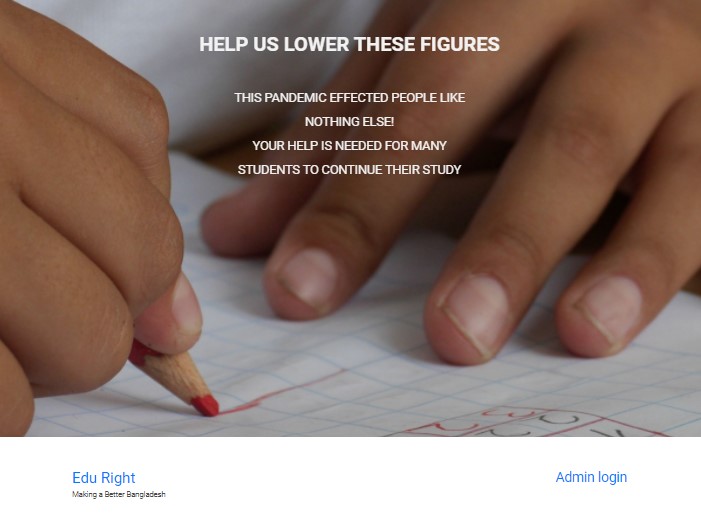 HELP US LOWER THESE FIGURES
THIS PANDEMIC EFFECTED PEOPLE LIKE
NOTHING ELSE!
YOUR HELP IS NEEDED FOR MANY
STUDENTS TO CONTINUE THEIR STUDY
Edu Right
Making a Better Bangladesh
Admin login